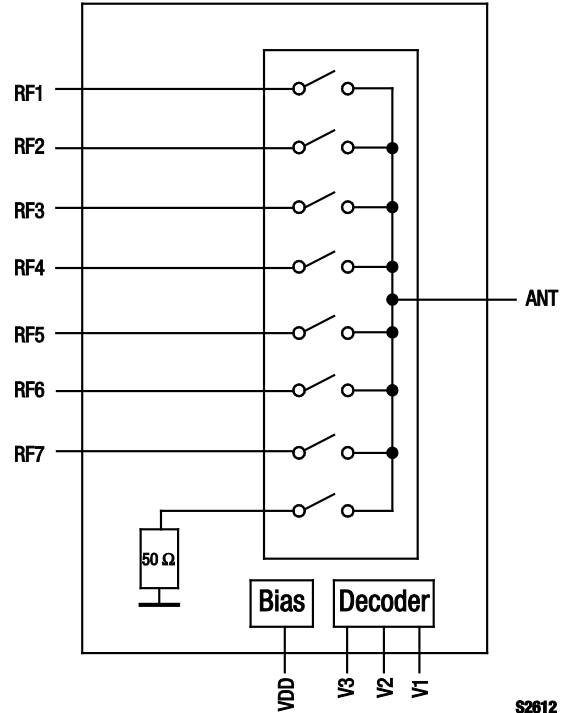 RF1
RF2
RF3
RF4
ANT
RF5
RF6
RF7
50 Ω
Bias
Decoder
VDD
V3
V2
V1
S2612